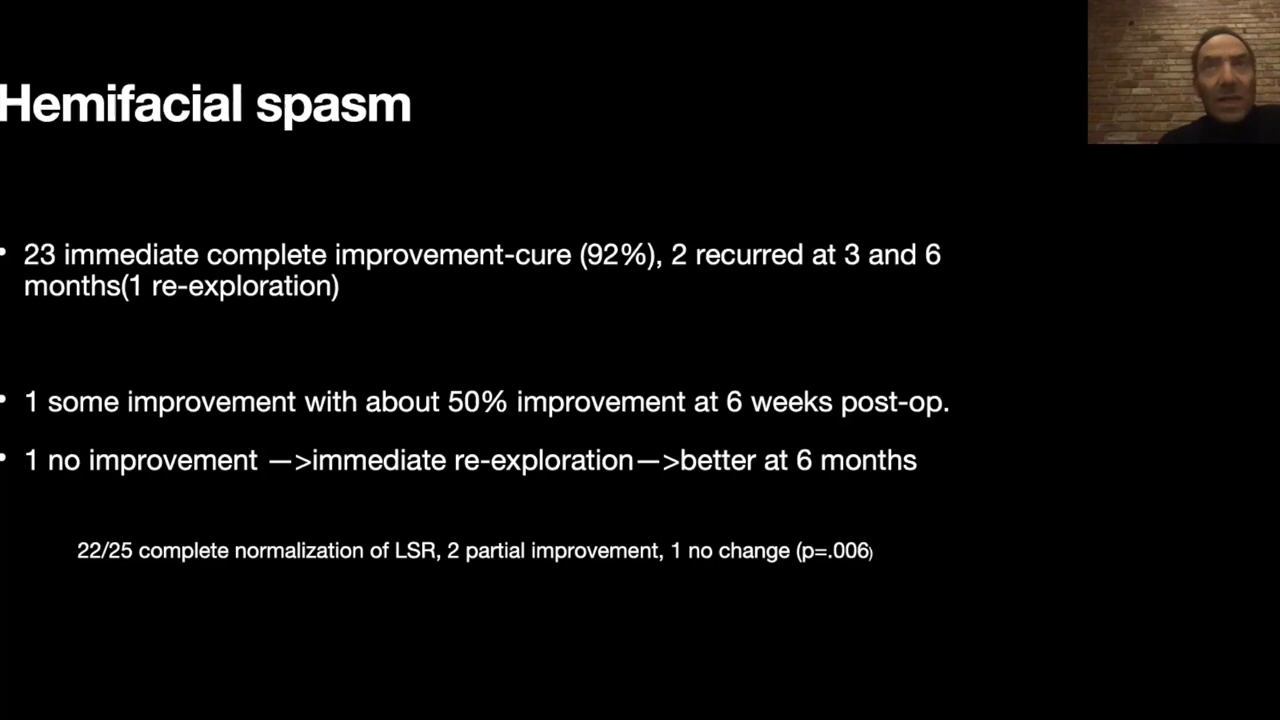 Hemifacial spasm
• 23 immediate complete improvement-cure (92%), 2 recurred at 3 and 6
months(1 re-exploration)
• 1 some improvement with about 50% improvement at 6 weeks post-op.
• 1 no improvement —>immediate re-exploration—>better at 6 months
22/25 complete normalization of LSR, 2 partial improvement, 1 no change (p=.006)